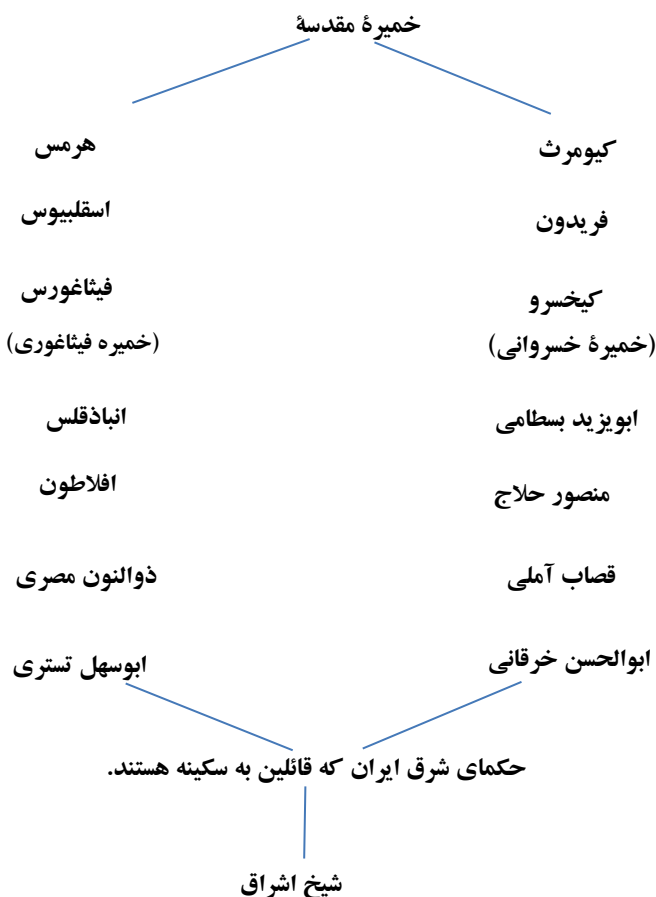 خمیرهٔ مقدسهٔ
کیومرث
هرمس
فریدون
اسقلبیوس
کیخسرو
فیثاغورس
(خمیرهٔ خسروانی)
(خمیره فیثاغوری)
ابویزید بسطامی
انباذقلس
منصور حلاج
افلاطون
قصاب آملی
ذوالنون مصری
ابوالحسن خرقانی
ابوسهل تستری
حکمای شرق ایران که قائلین به سکینه هستند.
شیخ اشراق